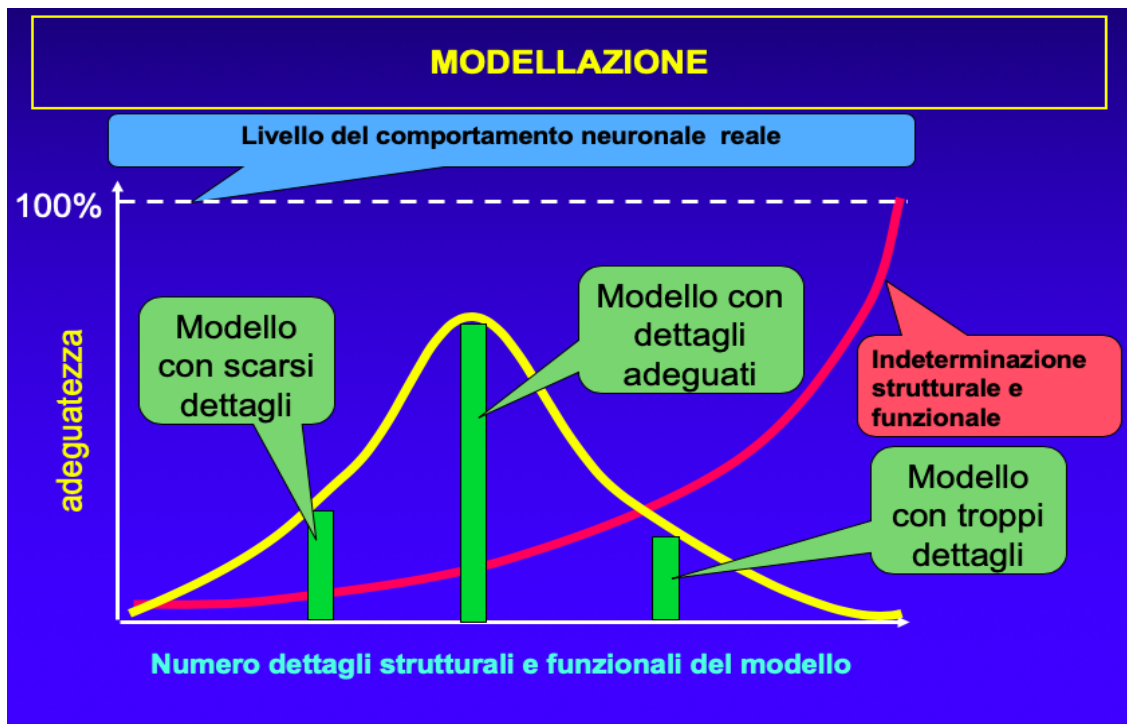 MODELLAZIONE
Livello del comportamento neuronale reale
100%
Modello
con scarsi
dettagli
Modello con
dettagli
adeguati
Indeterminazione
strutturale e
funzionale
Modello
con troppi
dettagli
adeguatezza
Numero dettagli strutturali e funzionali del modello